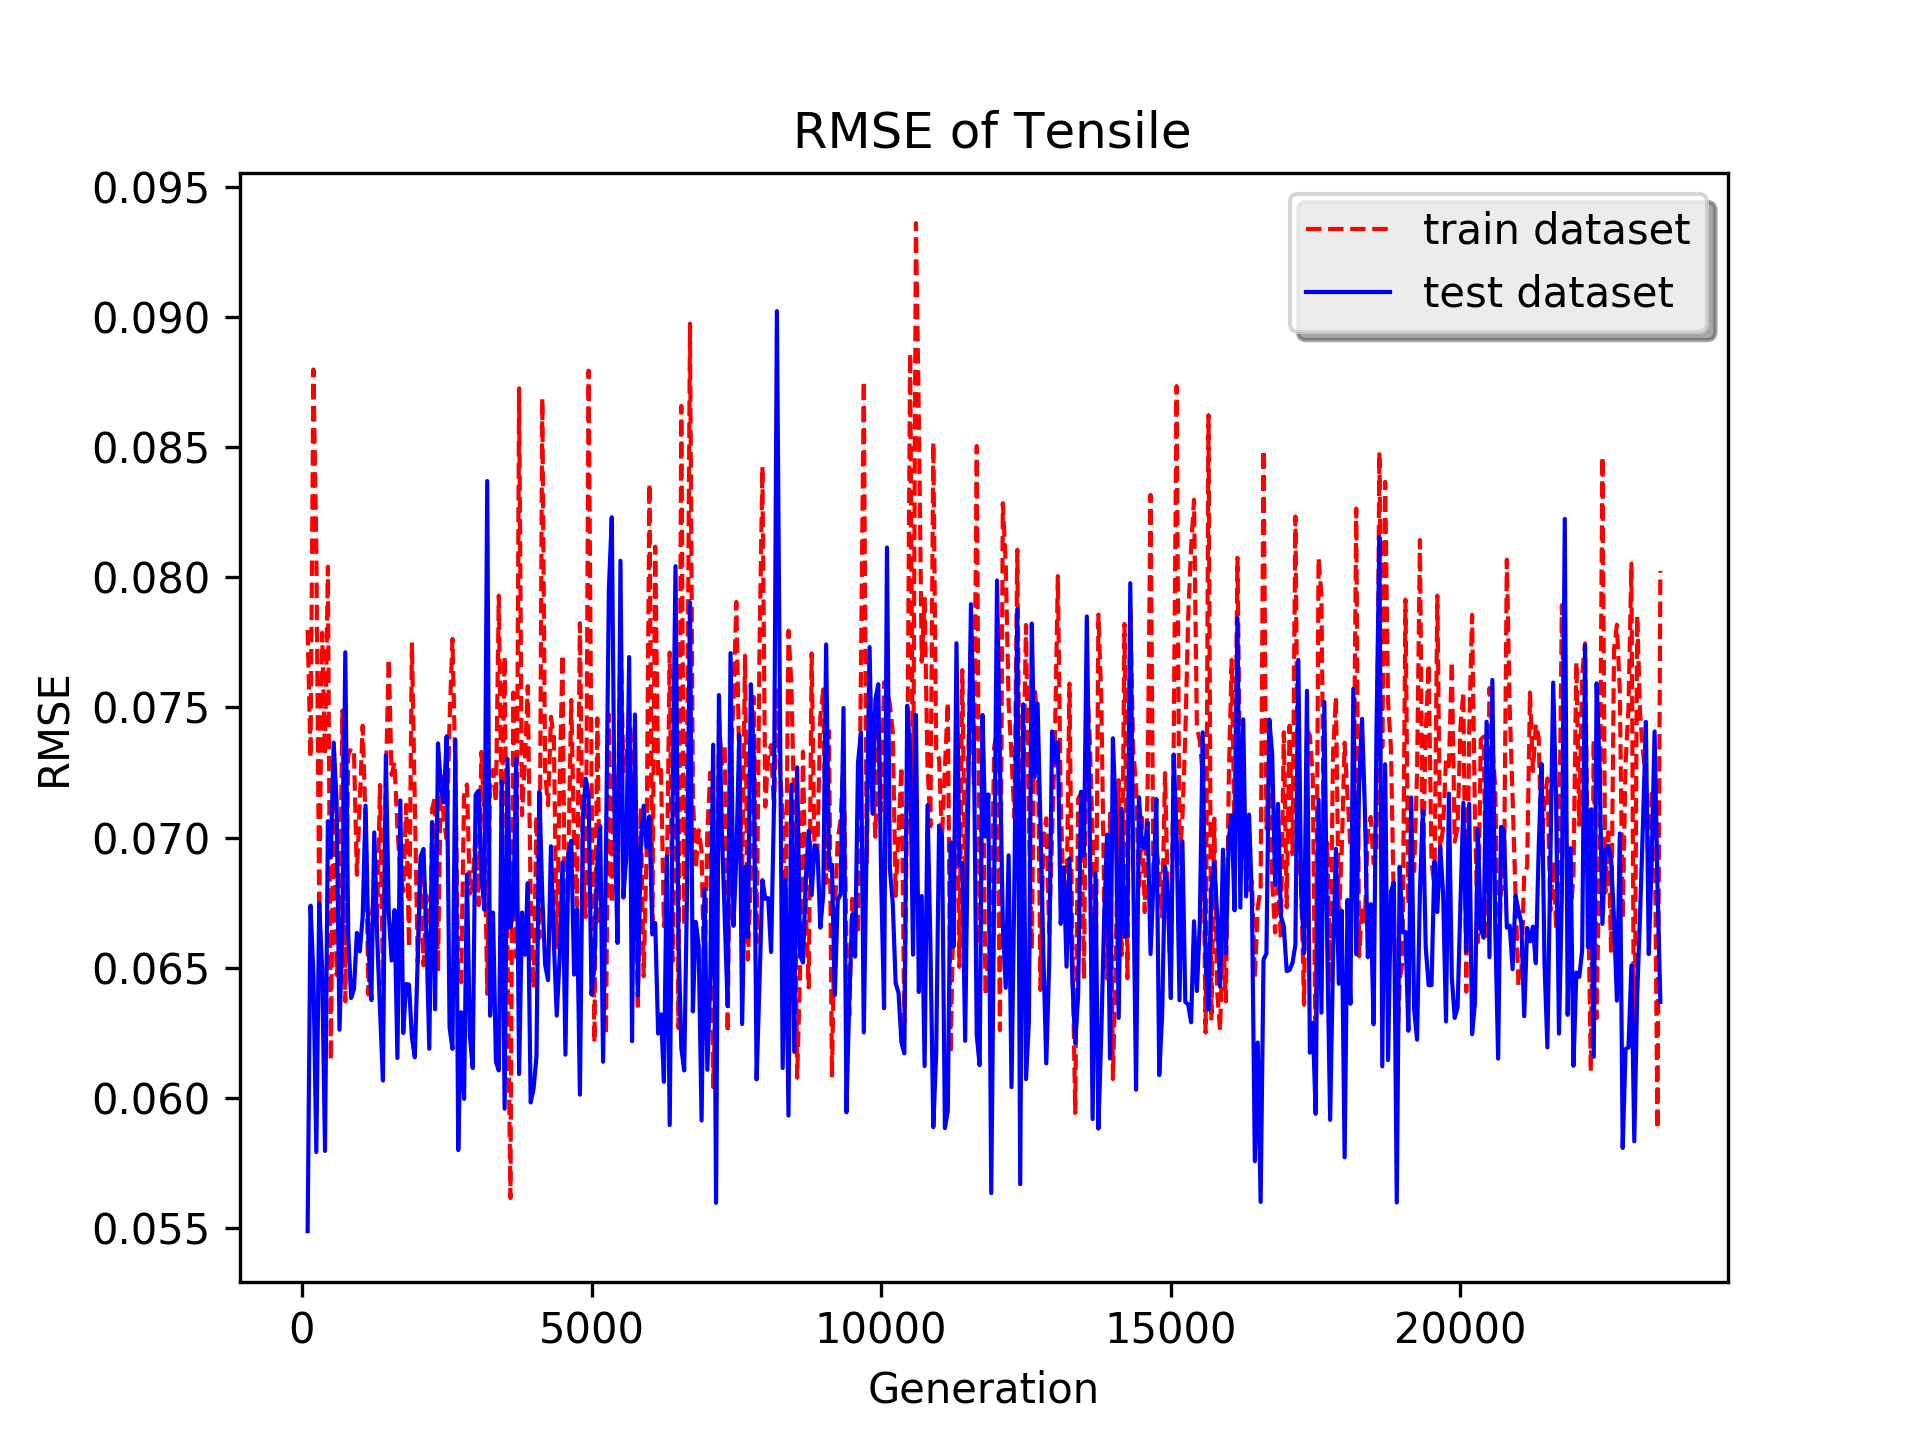 RMSE of Tensile
train dataset
test dataset
0.095
0.090
0.085
0.080
0.075
0.070
0.065
0.060
0.055
RMSE
0 5000 10000 15000 20000
Generation